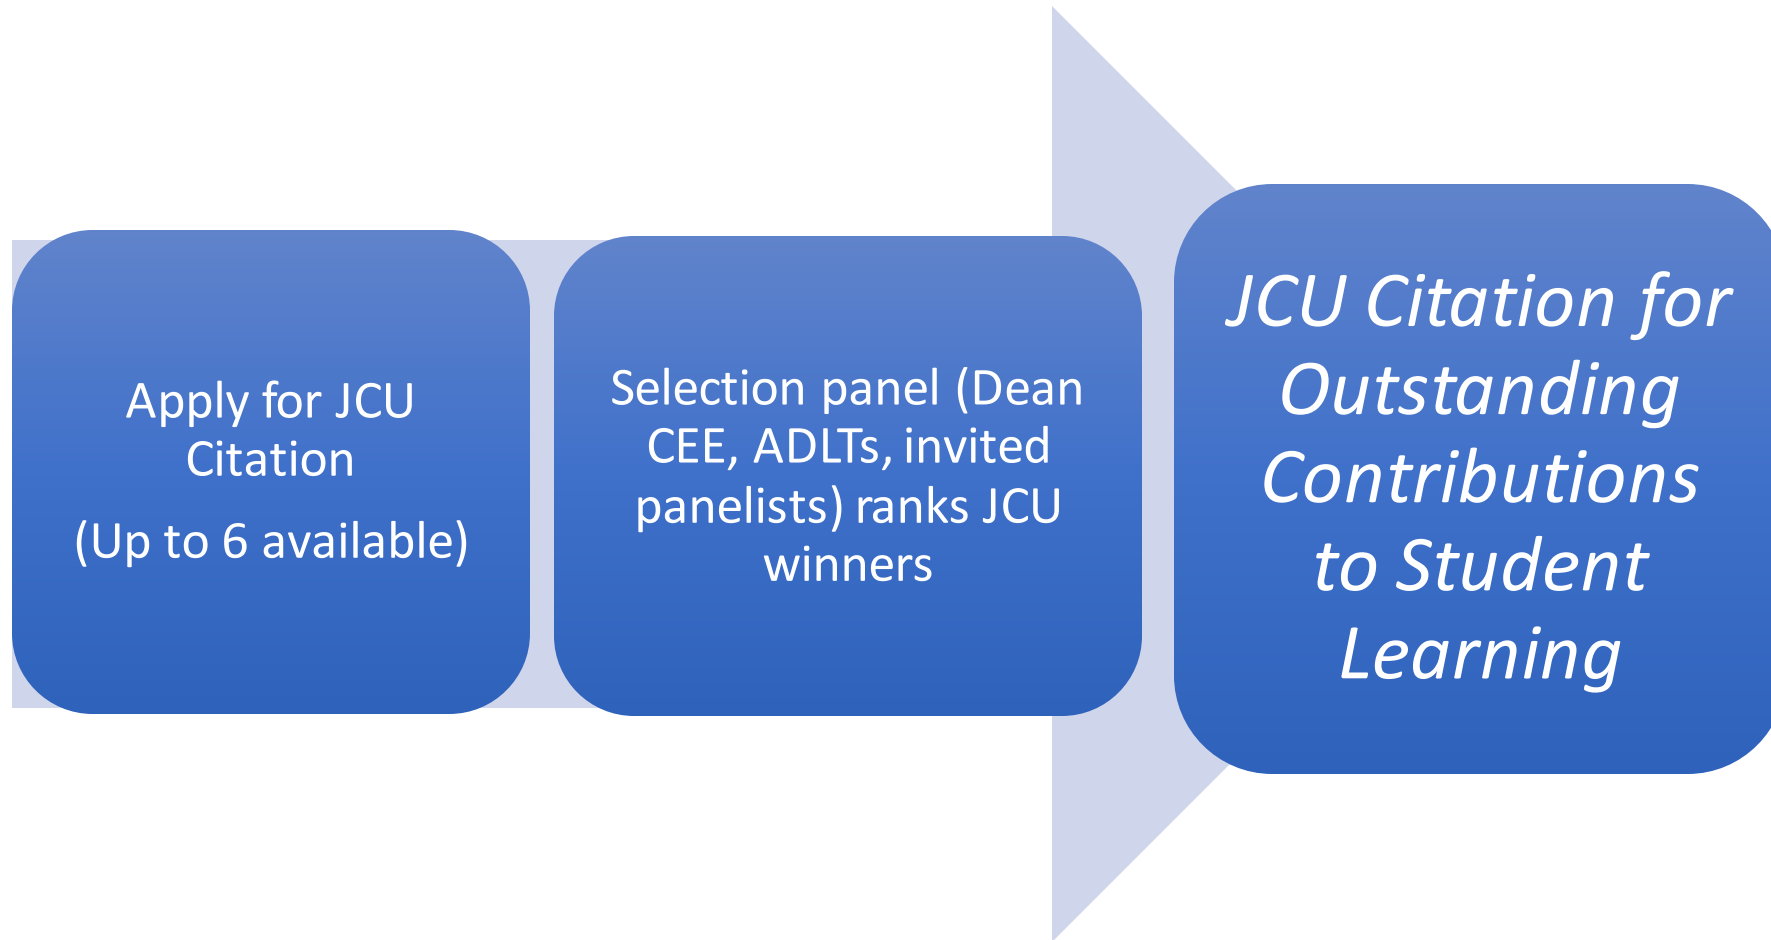 Apply for JCU
Citation
(Up to 6 available)
Selection panel (Dean
CEE, ADLTs, invited
panelists) ranks JCU
winners
JCU Citation for
Outstanding
Contributions
to Student
Learning